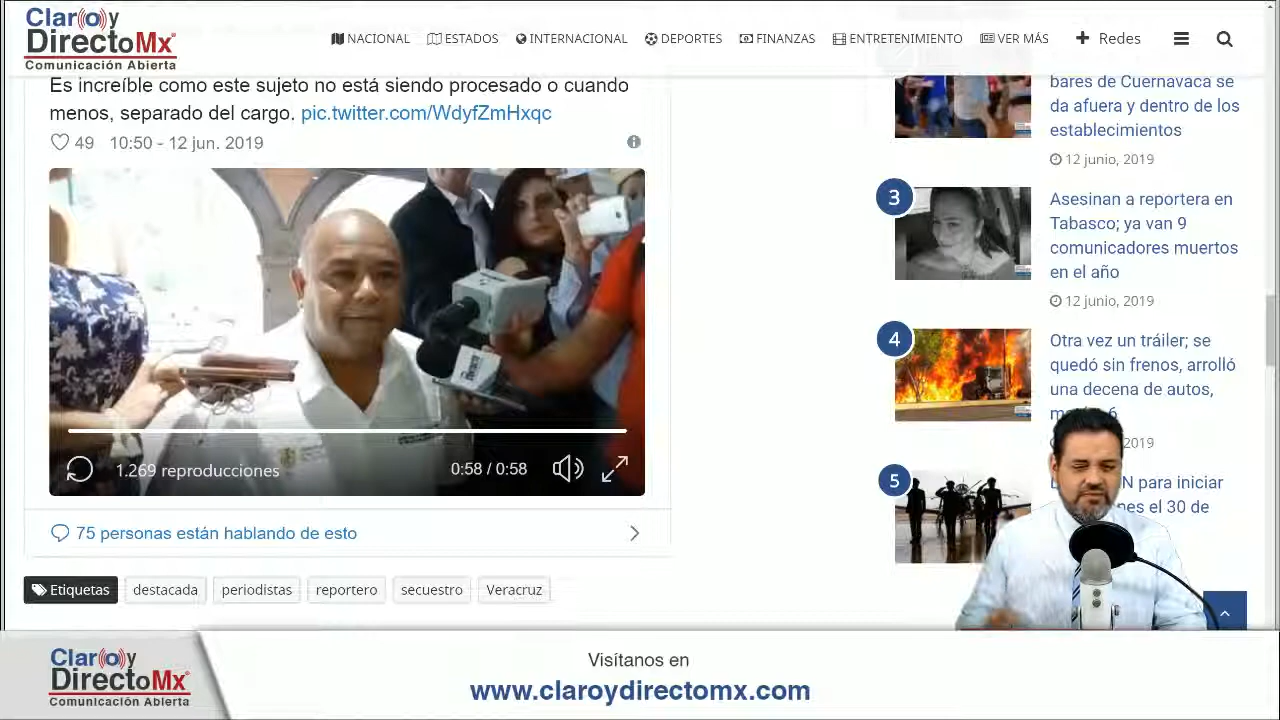 Clar(o)y
DirectoMx
Comunicación Abierta
NACIONAL ESTADOS INTERNACIONAL DEPORTES FINANZAS ENTRETENIMIENTO VER MÁS + Redes
Es increíble como este sujeto no está siendo procesado o cuando
menos, separado del cargo. pic.twitter.com/WdyfZmHxqc
49 10:50 - 12 jun. 2019
1.269 reproducciones 0:58 / 0:58
75 personas están hablando de esto
Etiquetas destacada periodistas reportero secuestro Veracruz
bares de Cuernavaca se
da afuera y dentro de los
establecimientos
12 junio, 2019
3
Asesinan a reportera en
Tabasco; ya van 9
comunicadores muertos
en el año
12 junio, 2019
4
Otra vez un tráiler; se
quedó sin frenos, arrolló
una decena de autos,
6
2019
5
N para iniciar
es el 30 de
Clar(o)y
DirectoMx
Comunicación Abierta
Visítanos en
www.claroydirectomx.com